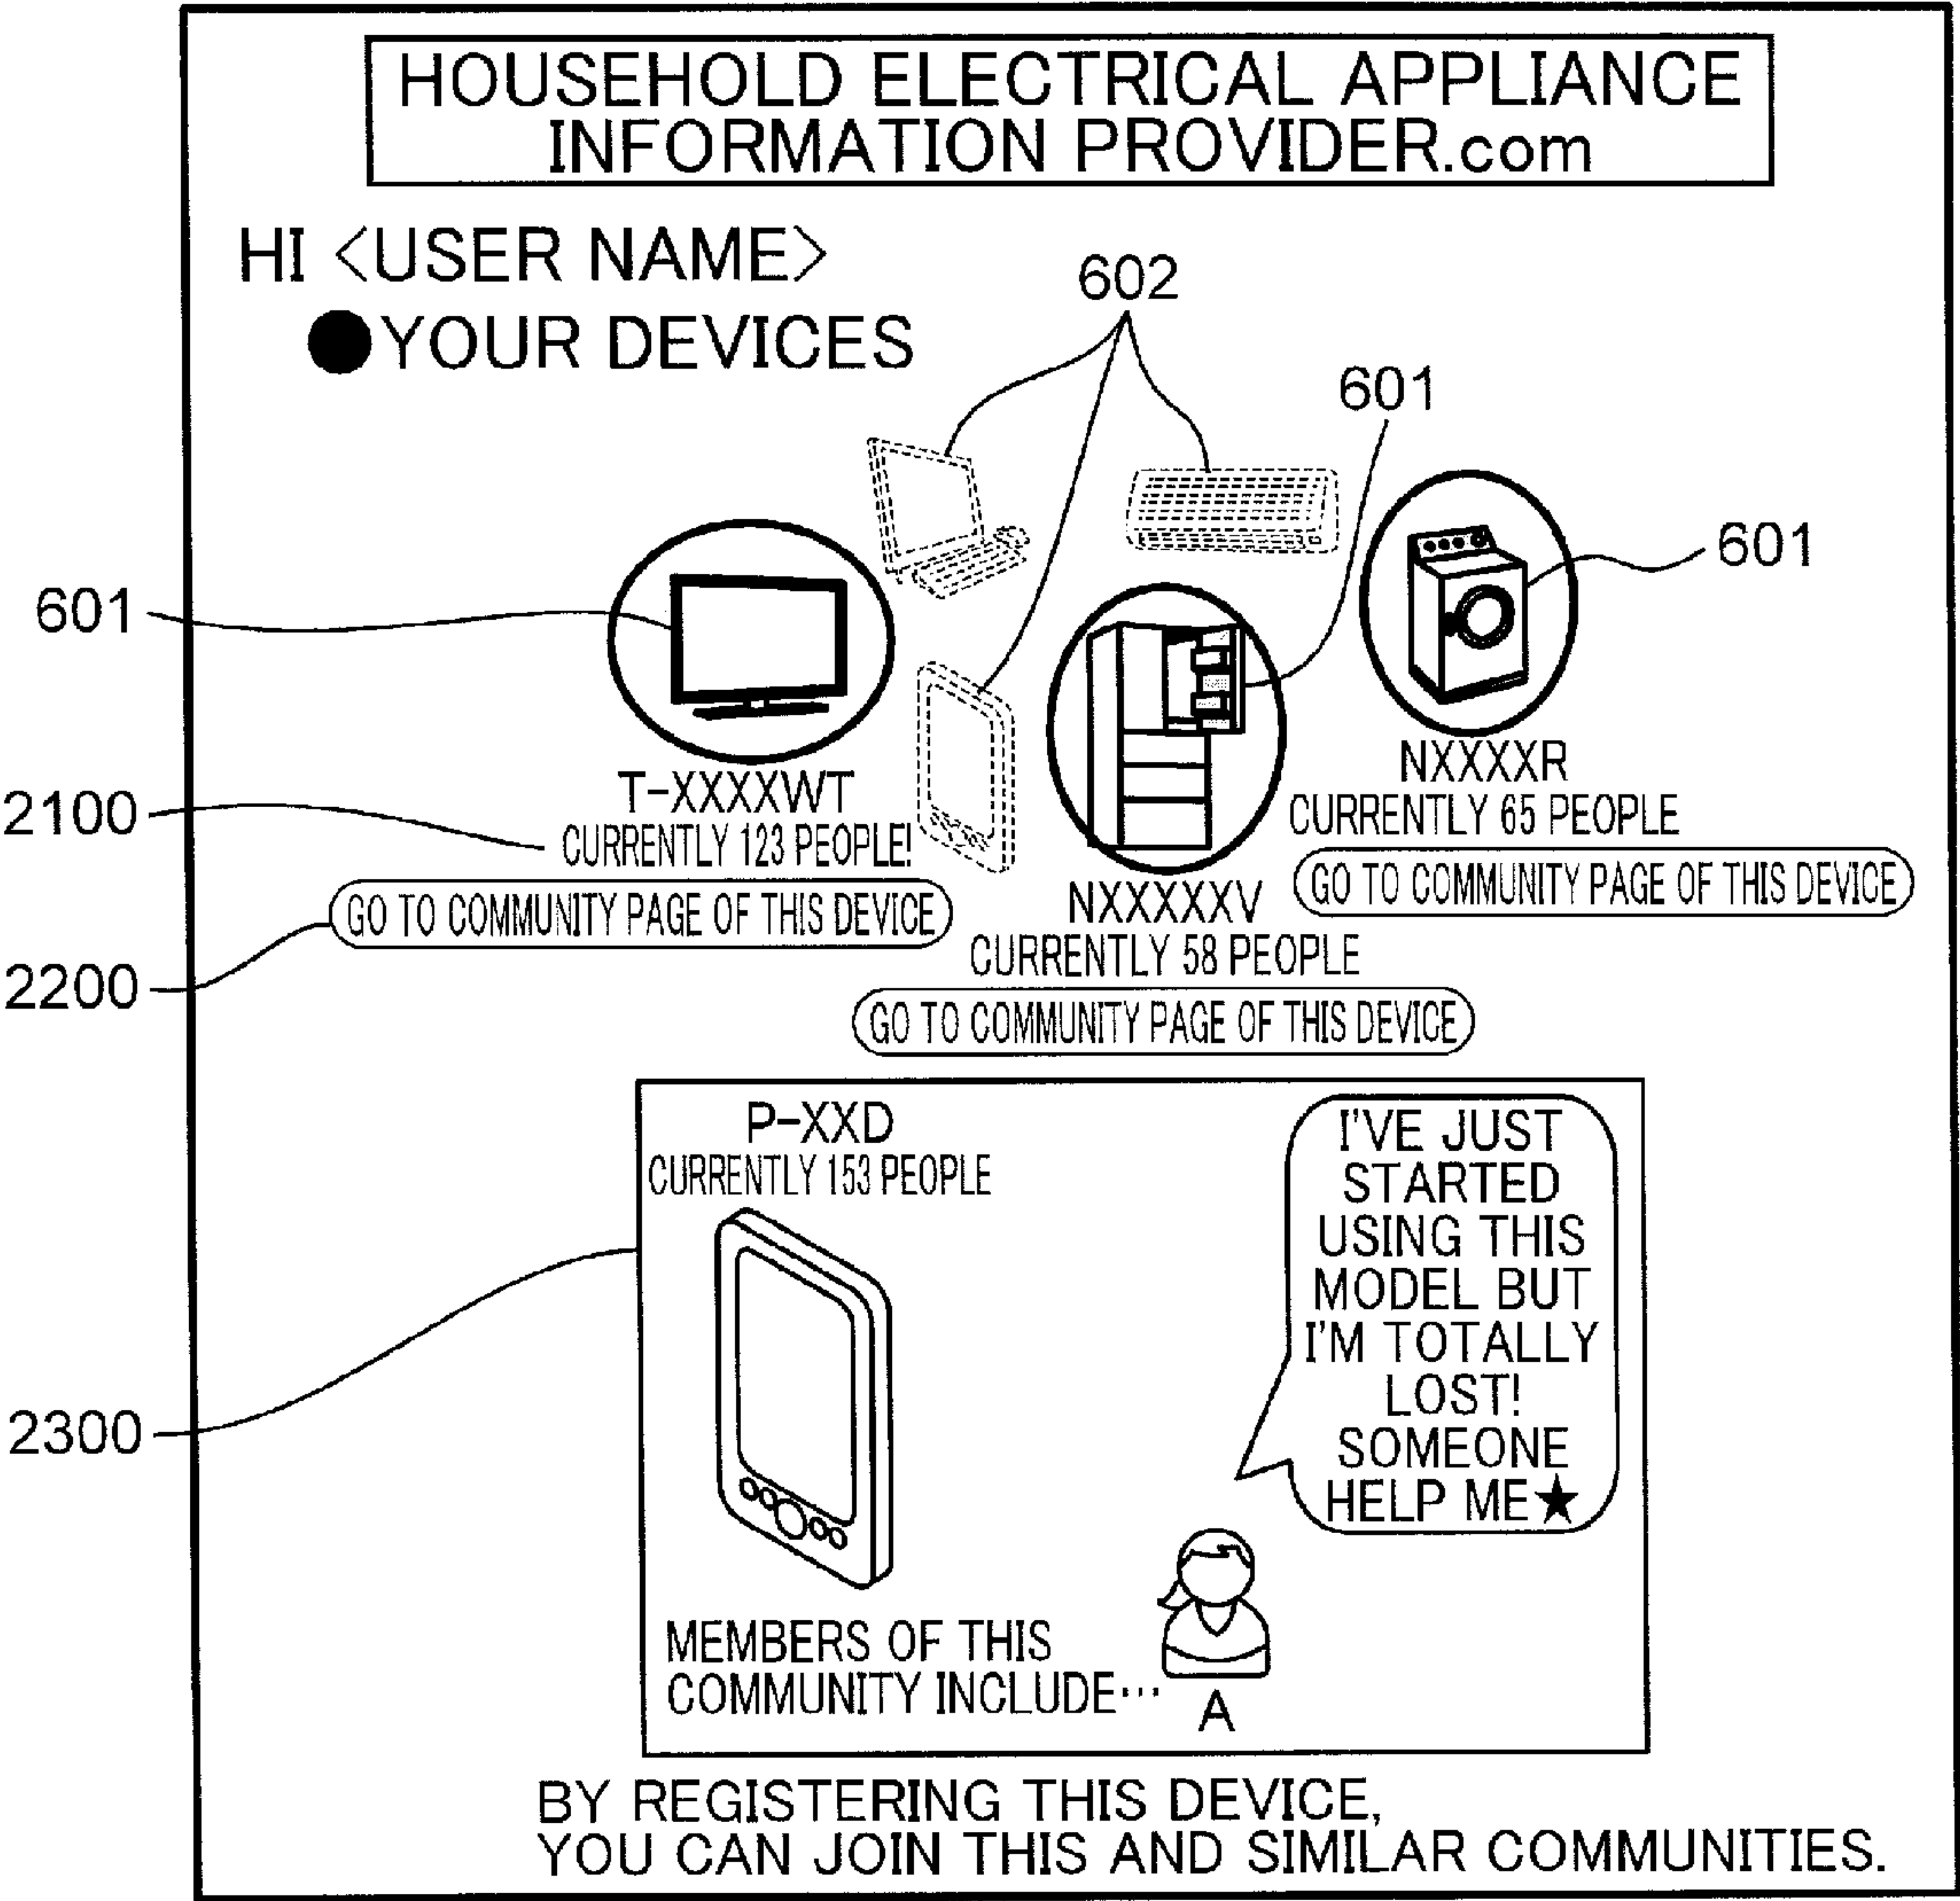 HOUSEHOLD ELECTRICAL APPLIANCE
INFORMATION PROVIDER.com
HI <USER NAME>
●YOUR DEVICES
602
601
601
601
T-XXXXWT
CURRENTLY 123 PEOPLE!
GO TO COMMUNITY PAGE OF THIS DEVICE
2100
2200
NXXXXR
CURRENTLY 65 PEOPLE
GO TO COMMUNITY PAGE OF THIS DEVICE
NXXXXXV
CURRENTLY 58 PEOPLE
GO TO COMMUNITY PAGE OF THIS DEVICE
P-XXD
CURRENTLY 153 PEOPLE
I'VE JUST
STARTED
USING THIS
MODEL BUT
I'M TOTALLY
LOST!
SOMEONE
HELP ME★
2300
MEMBERS OF THIS
COMMUNITY INCLUDE…
A
BY REGISTERING THIS DEVICE,
YOU CAN JOIN THIS AND SIMILAR COMMUNITIES.